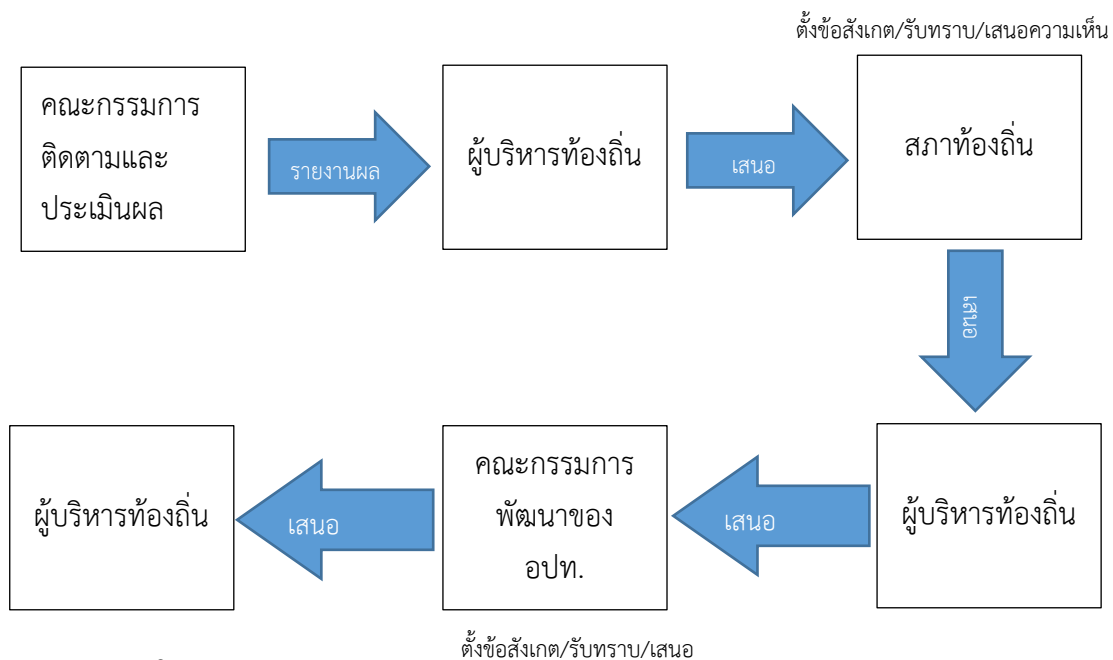 ตั้งข้อสังเกต/รับทราบ/เสนอความเห็น
คณะกรรมการ
ติดตามและ
ประเมินผล
รายงานผล
ผู้บริหารท้องถิ่น
เสนอ
สภาท้องถิ่น
เสนอ
ผู้บริหารท้องถิ่น
เสนอ
คณะกรรมการ
พัฒนาของ
อปท.
ตั้งข้อสังเกต/รับทราบ/เสนอ
เสนอ
ผู้บริหารท้องถิ่น